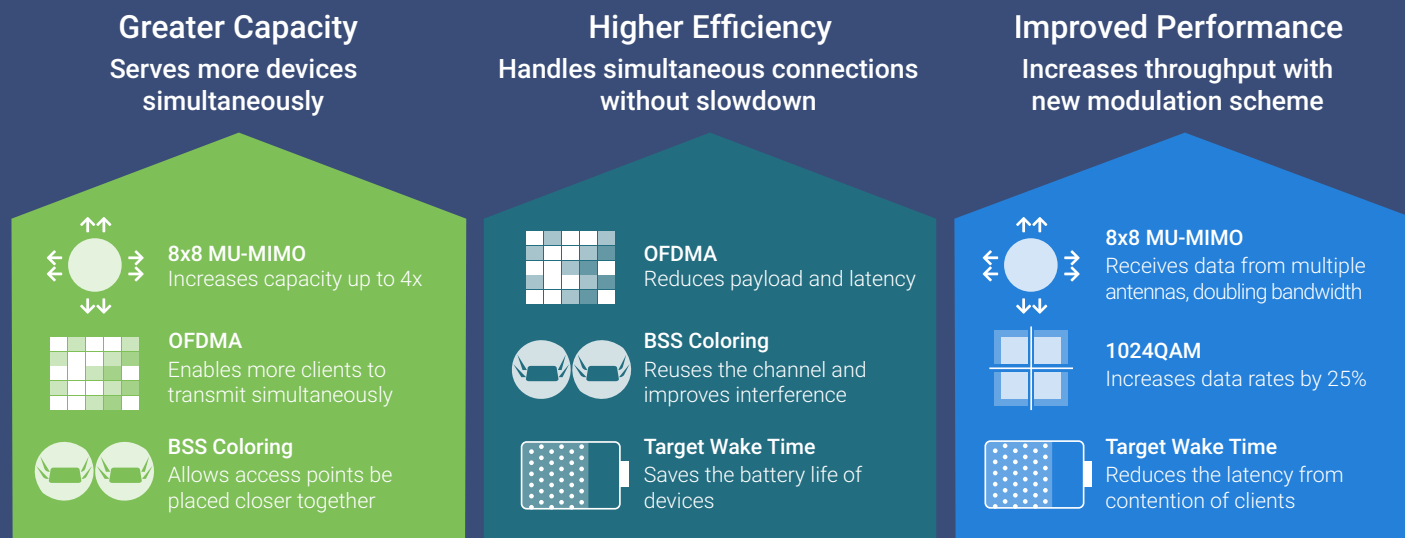 Greater Capacity
Serves more devices
simultaneously
8x8 MU-MIMO
Increases capacity up to 4x
OFDMA
Enables more clients to
transmit simultaneously
BSS Coloring
Allows access points be
placed closer together
Higher Efficiency
Handles simultaneous connections
without slowdown
OFDMA
Reduces payload and latency
BSS Coloring
Reuses the channel and
improves interference
Target Wake Time
Saves the battery life of
devices
Improved Performance
Increases throughput with
new modulation scheme
8x8 MU-MIMO
Receives data from multiple
antennas, doubling bandwidth
1024QAM
Increases data rates by 25%
Target Wake Time
Reduces the latency from
contention of clients